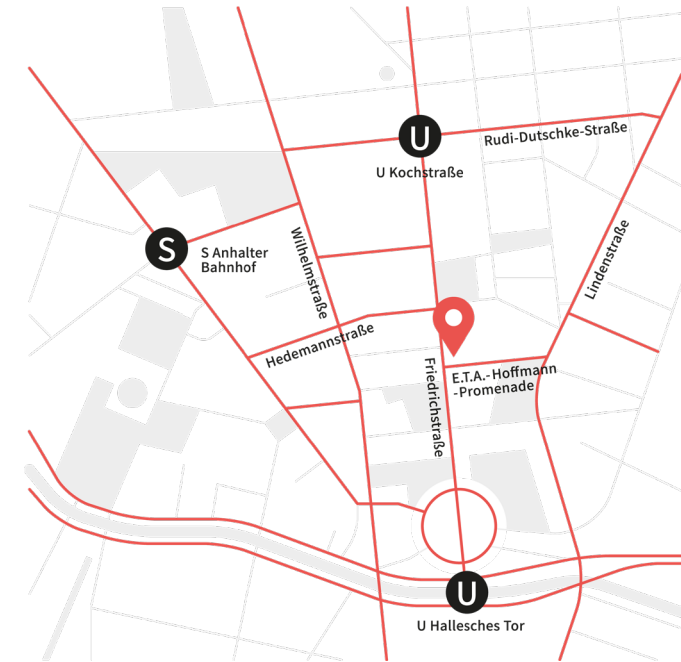 U
Rudi-Dutschke-Straße
U Kochstraße
S
S Anhalter
Bahnhof
Wilhelmstraße
Lindenstraße
Hedemannstraße
Friedrichstraße
E.T.A.-Hoffmann
-Promenade
U
U Hallesches Tor